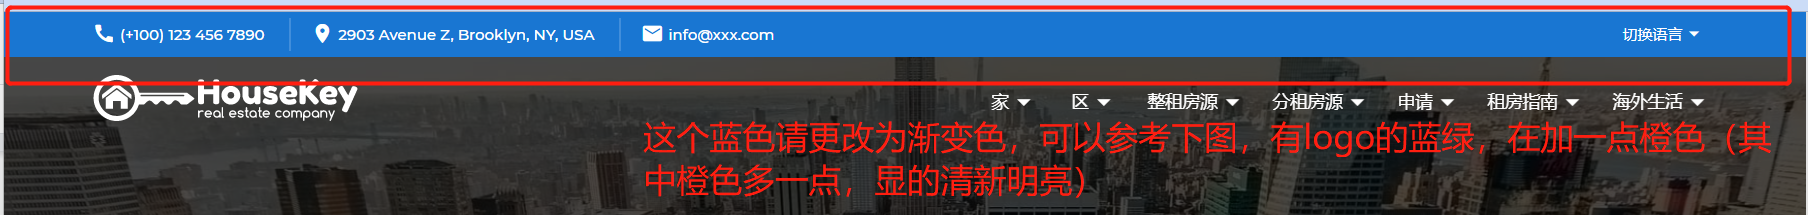 (+100) 123 456 7890 2903 Avenue Z, Brooklyn, NY, USA info@xxx.com 切换语言
HouseKey
real estate company
家 区 整租房源 分租房源 申请 租房指南 海外生活
这个蓝色请更改为渐变色，可以参考下图，有logo的蓝绿，在加一点橙色（其
中橙色多一点，显的清新明亮）